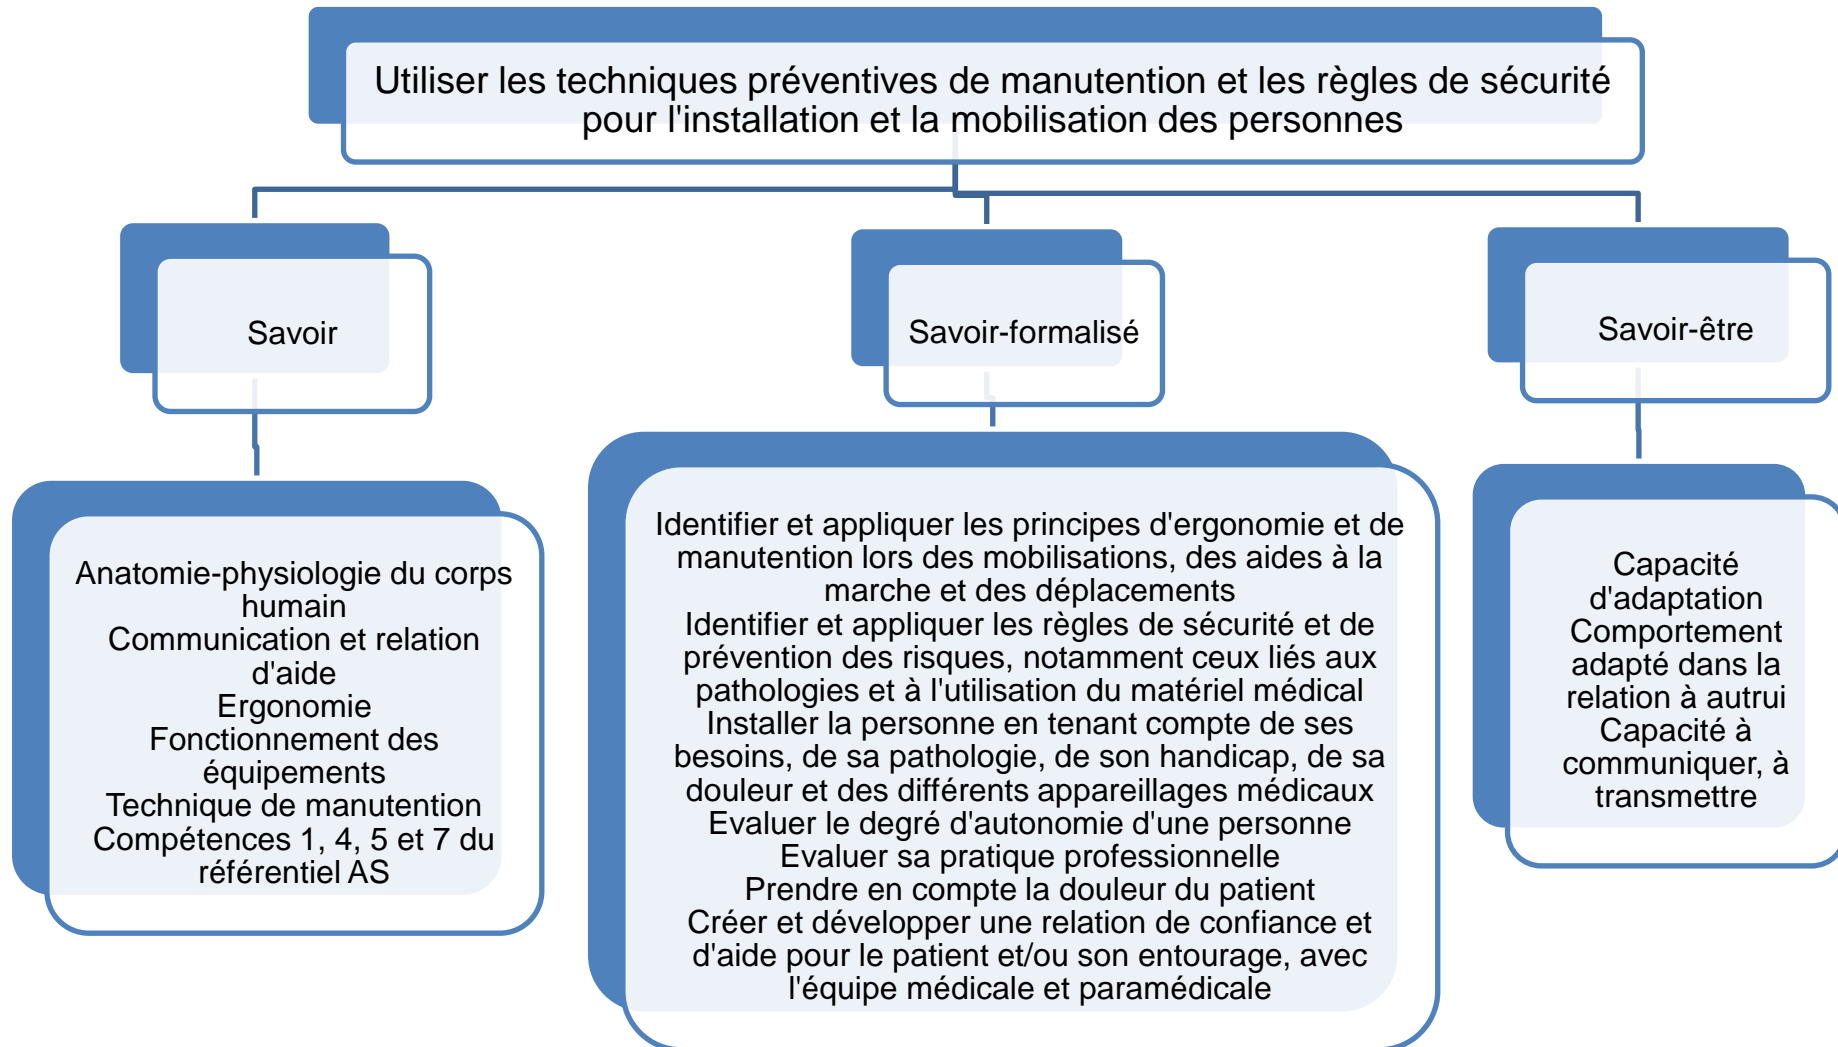 Utiliser les techniques préventives de manutention et les règles de sécurité
pour l'installation et la mobilisation des personnes
Savoir
Savoir-formalisé
Savoir-être
Anatomie-physiologie du corps
humain
Communication et relation
d'aide
Ergonomie
Fonctionnement des
équipements
Technique de manutention
Compétences 1, 4, 5 et 7 du
référentiel AS
Identifier et appliquer les principes d'ergonomie et de
manutention lors des mobilisations, des aides à la
marche et des déplacements
Identifier et appliquer les règles de sécurité et de
prévention des risques, notamment ceux liés aux
pathologies et à l'utilisation du matériel médical
Installer la personne en tenant compte de ses
besoins, de sa pathologie, de son handicap, de sa
douleur et des différents appareillages médicaux
Evaluer le degré d'autonomie d'une personne
Evaluer sa pratique professionnelle
Prendre en compte la douleur du patient
Créer et développer une relation de confiance et
d'aide pour le patient et/ou son entourage, avec
l'équipe médicale et paramédicale
Capacité
d'adaptation
Comportement
adapté dans la
relation à autrui
Capacité à
communiquer, à
transmettre